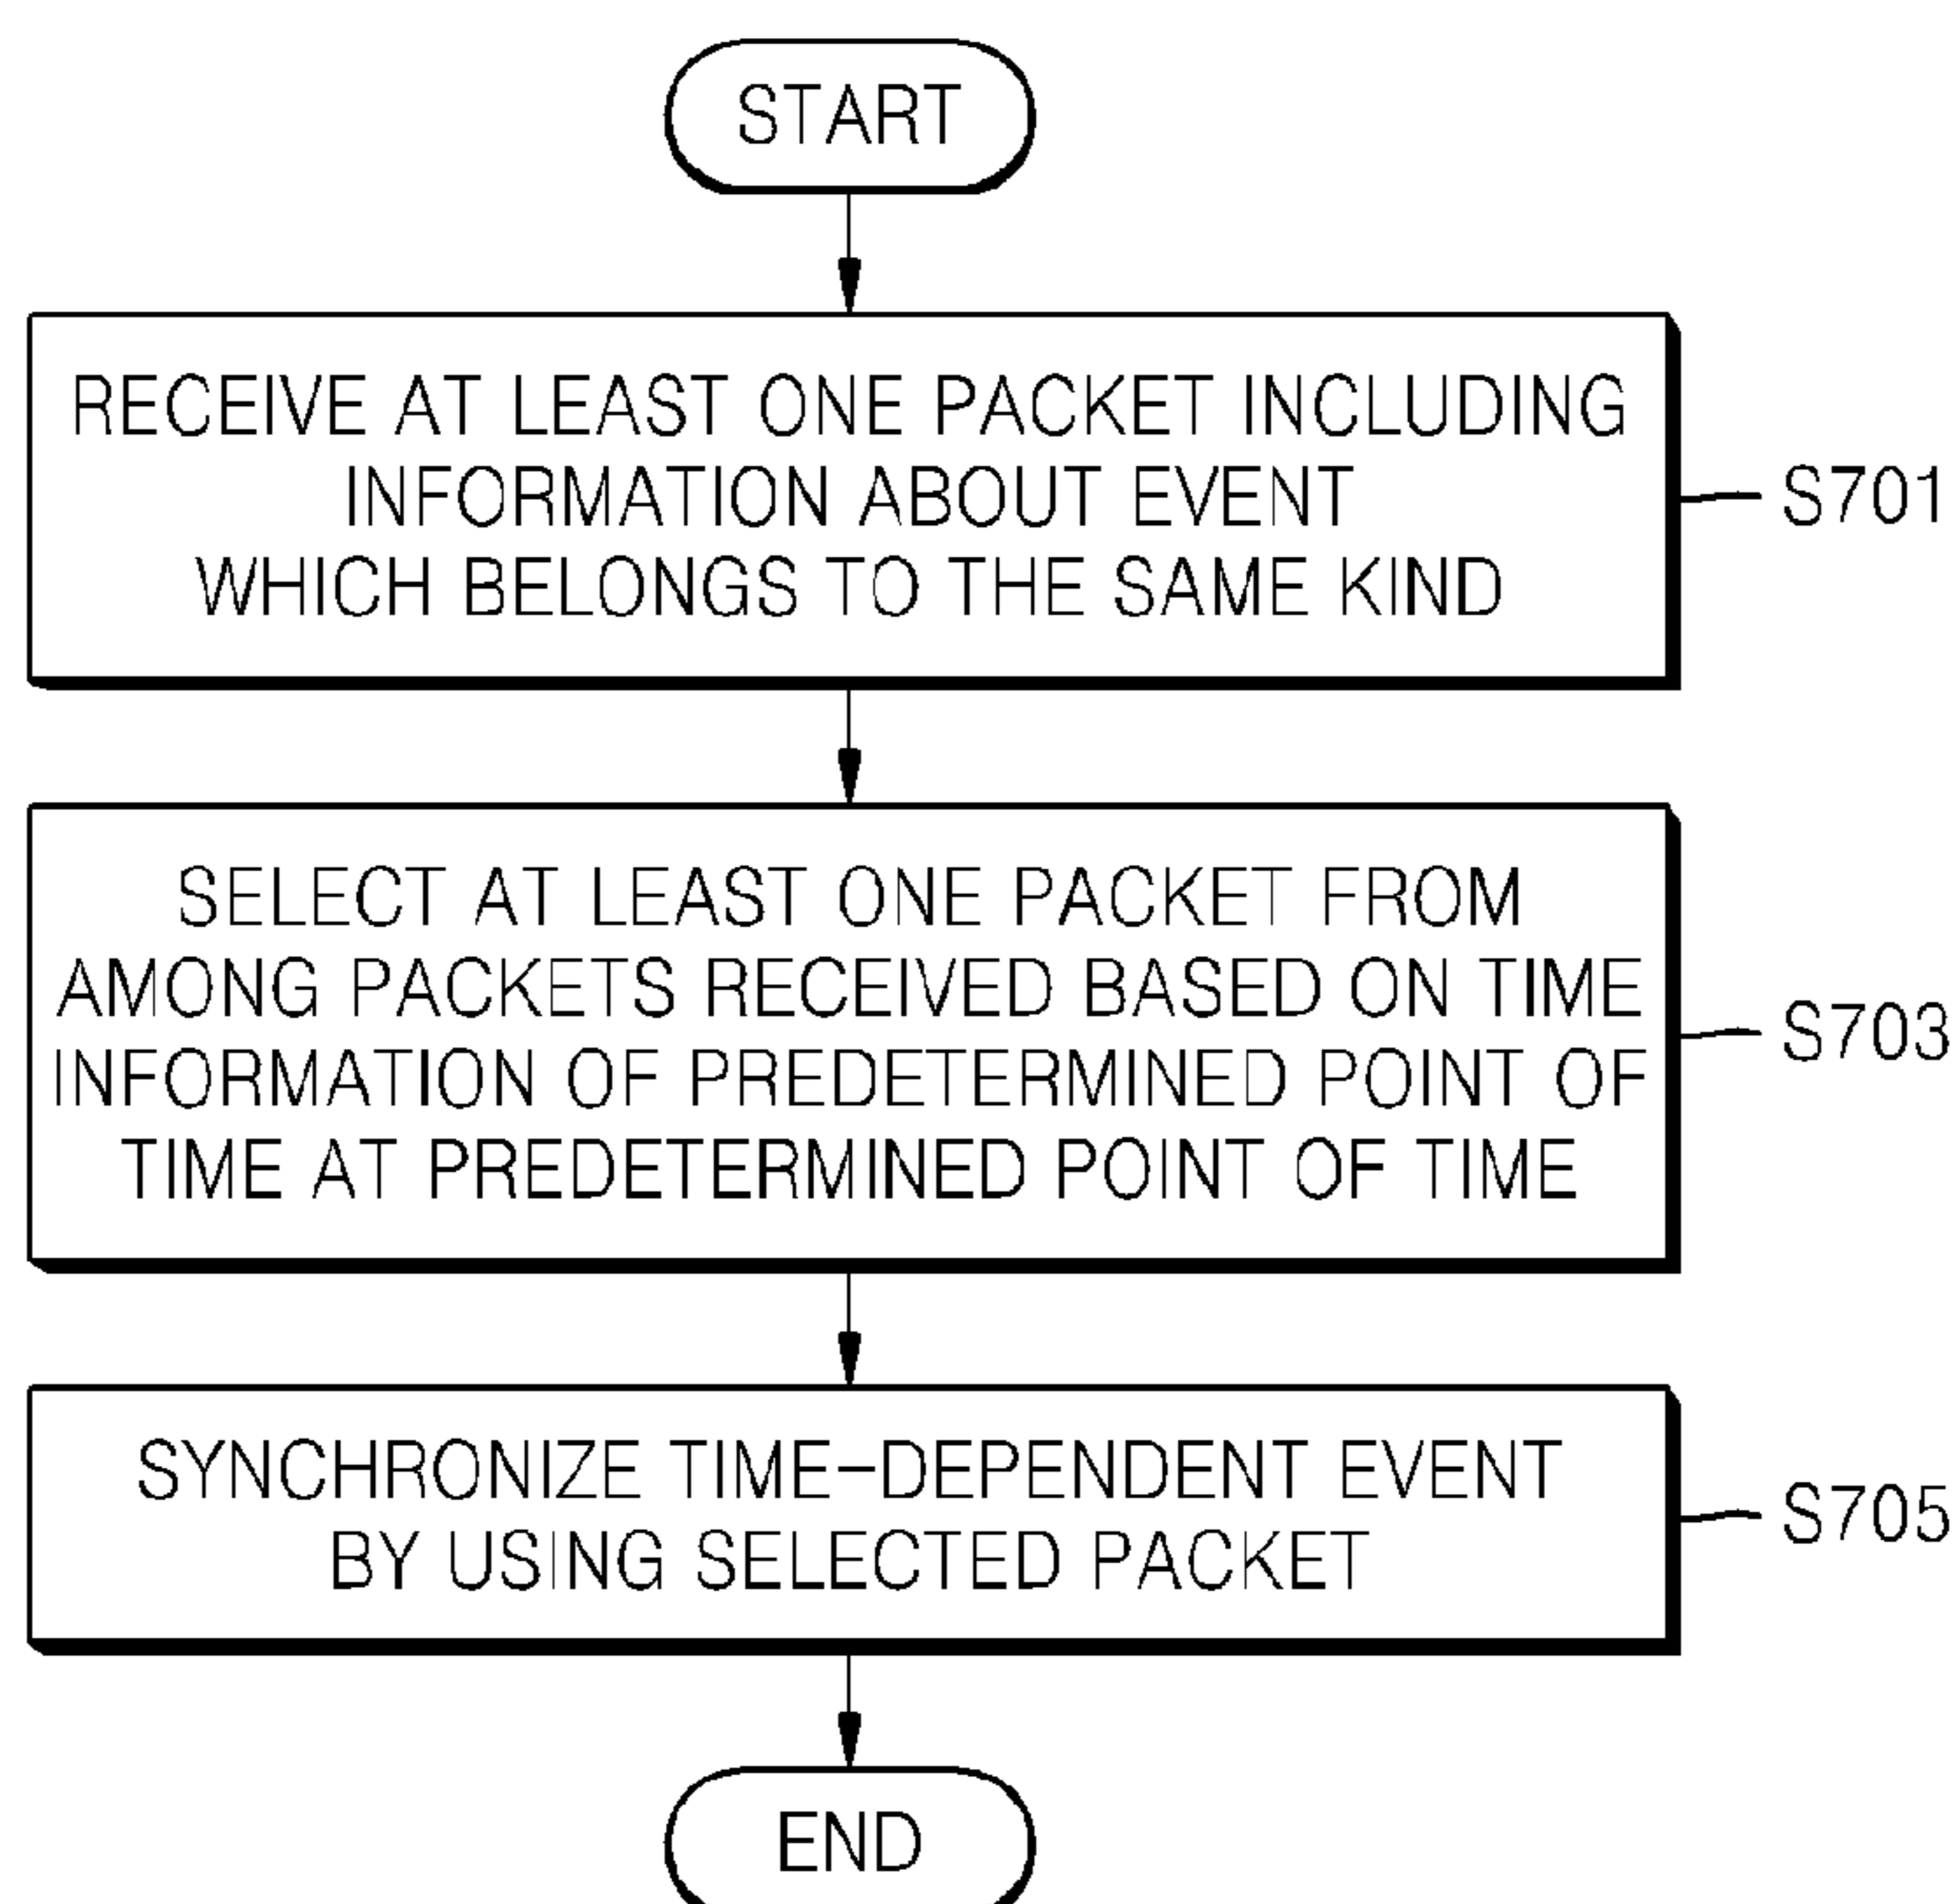 START
RECEIVE AT LEAST ONE PACKET INCLUDING
INFORMATION ABOUT EVENT
WHICH BELONGS TO THE SAME KIND
S701
SELECT AT LEAST ONE PACKET FROM
AMONG PACKETS RECEIVED BASED ON TIME
INFORMATION OF PREDETERMINED POINT OF
TIME AT PREDETERMINED POINT OF TIME
S703
SYNCHRONIZE TIME-DEPENDENT EVENT
BY USING SELECTED PACKET
S705
END